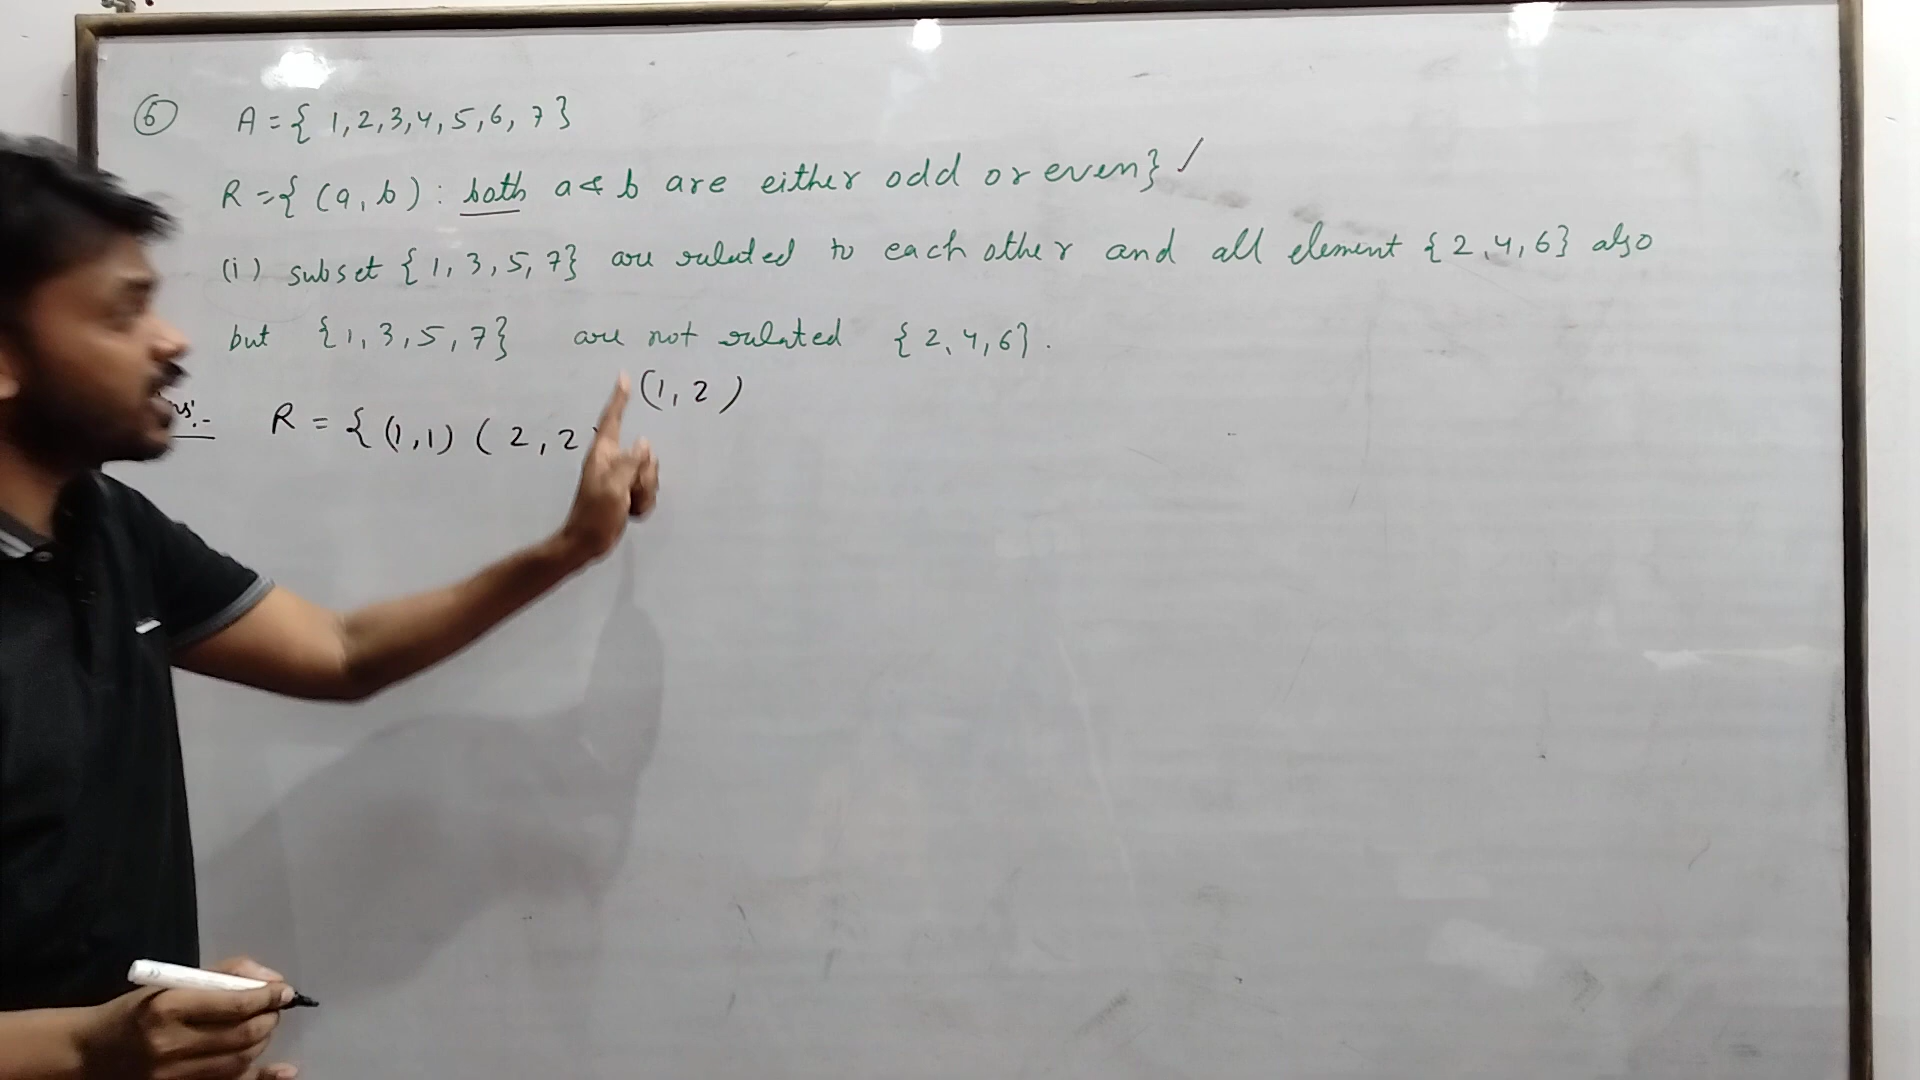 6 A = { 1, 2, 3, 4, 5, 6, 7 }
R = { (a, b) : both a & b are either odd or even }
(i) subset { 1, 3, 5, 7 } are related to each other and all element { 2, 4, 6 } also
but { 1, 3, 5, 7 } are not related { 2, 4, 6 }.
(1, 2)
R = { (1, 1) ( 2, 2